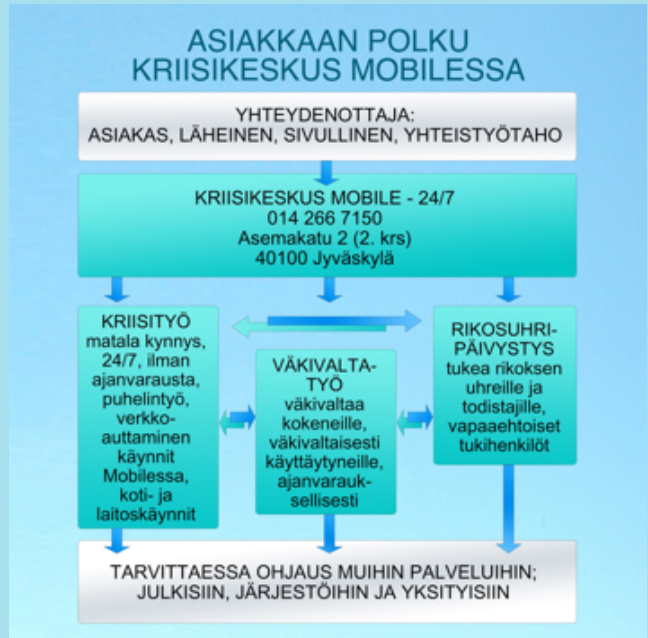 ASIAKKAAN POLKU
KRIISIKESKUS MOBILESSA
YHTEYDENOTTAJA:
ASIAKAS, LÄHEINEN, SIVULLINEN, YHTEISTYÖTAHO
KRIISIKESKUS MOBILE - 24/7
014 266 7150
Asemakatu 2 (2. krs)
40100 Jyväskylä
KRIISITYÖ
matala kynnys,
24/7, ilman
ajanvarausta,
puhelintyö,
verkko-
auttaminen
käynnit
Mobilessa,
koti- ja
laitoskäynnit
VÄKIVALTA-
TYÖ
väkivaltaa
kokeneille,
väkivaltaisesti
käyttäytyneille,
ajanvarauk-
sellisesti
RIKOSUHRI-
PÄIVYSTYS
tukea rikoksen
uhreille ja
todistajille,
vapaaehtoiset
tukihenkilöt
TARVITTAESSA OHJAUS MUIHIN PALVELUIHIN;
JULKISIIN, JÄRJESTÖIHIN JA YKSITYISIIN